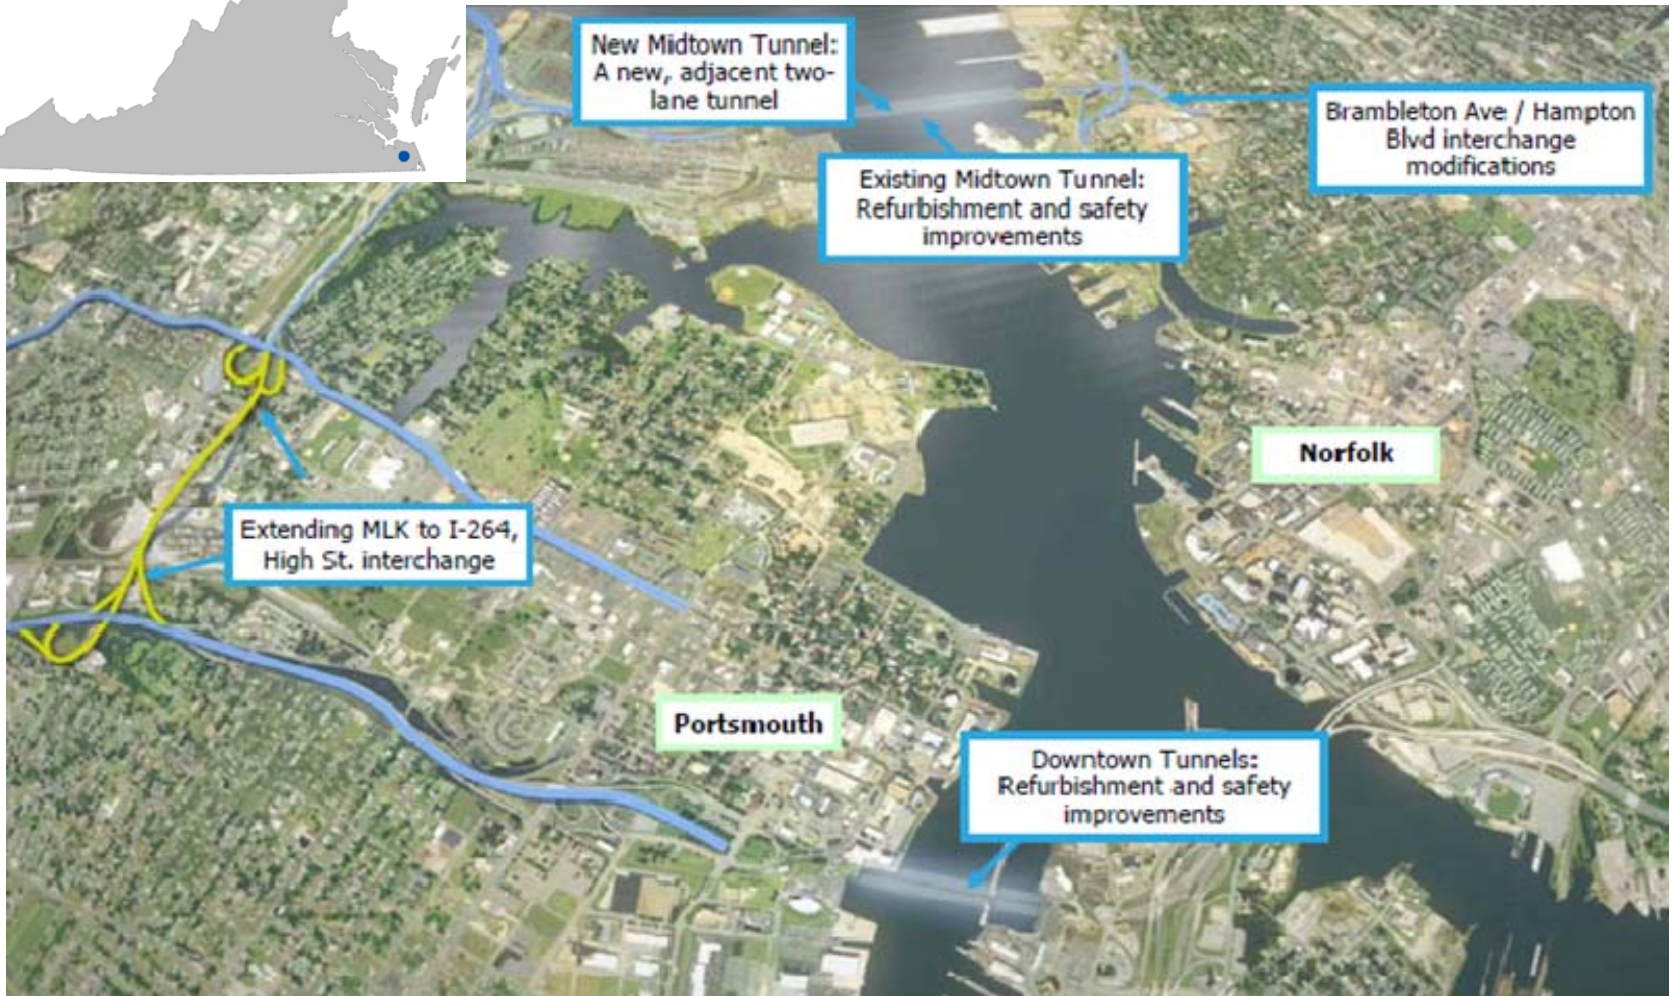 New Midtown Tunnel:
A new, adjacent two-
lane tunnel
Brambleton Ave / Hampton
Blvd interchange
modifications
Existing Midtown Tunnel:
Refurbishment and safety
improvements
Norfolk
Extending MLK to I-264,
High St. interchange
Portsmouth
Downtown Tunnels:
Refurbishment and safety
improvements